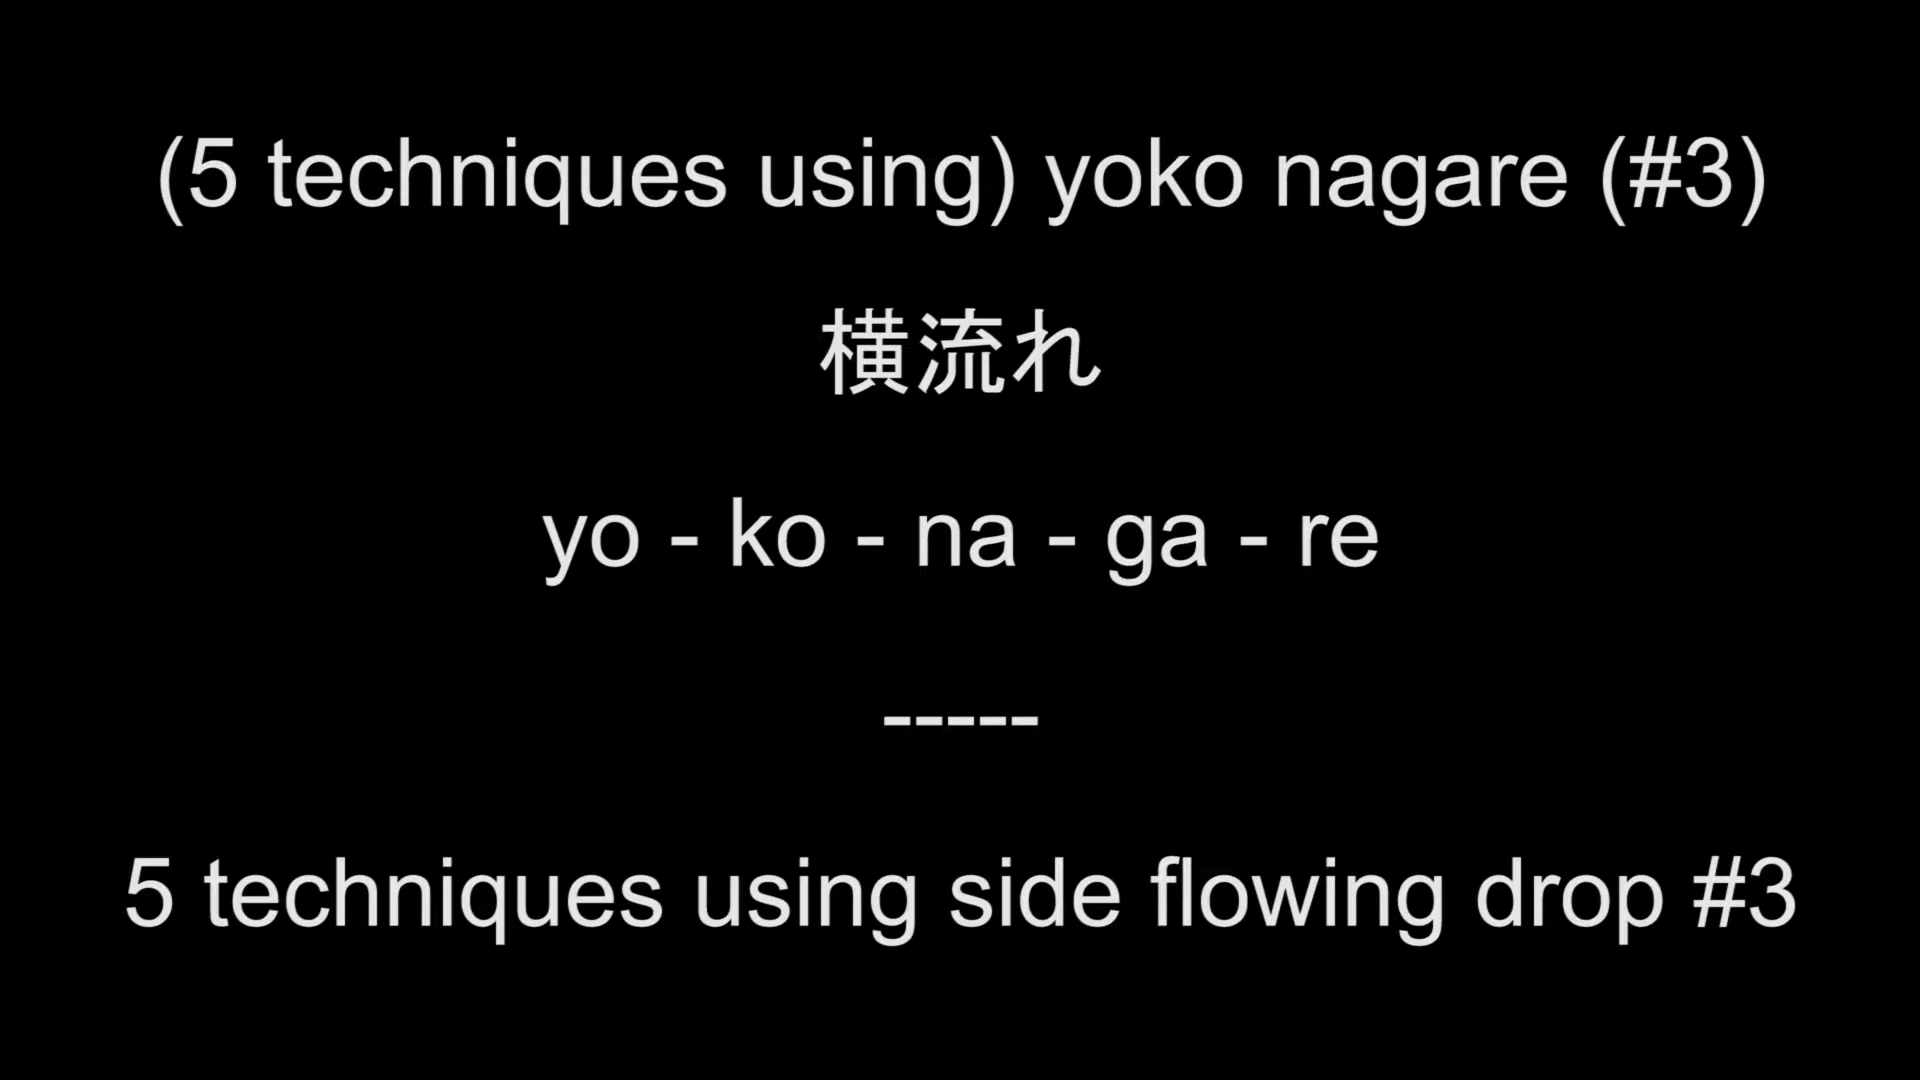 (5 techniques using) yoko nagare (#3)
横流れ
yo - ko - na - ga - re
-----
5 techniques using side flowing drop #3